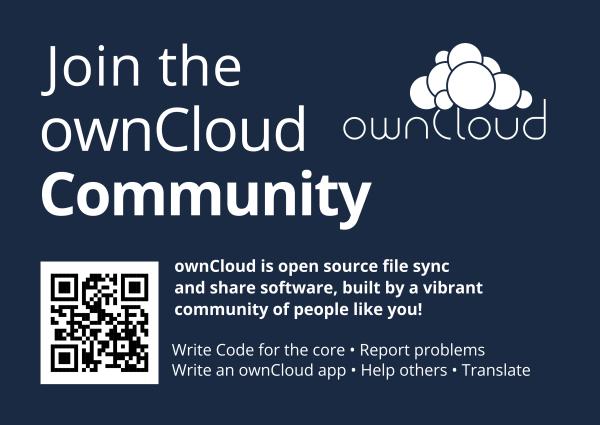 Join the
ownCloud
Community
ownCloud
ownCloud is open source file sync
and share software, built by a vibrant
community of people like you!
Write Code for the core • Report problems
Write an ownCloud app • Help others • Translate